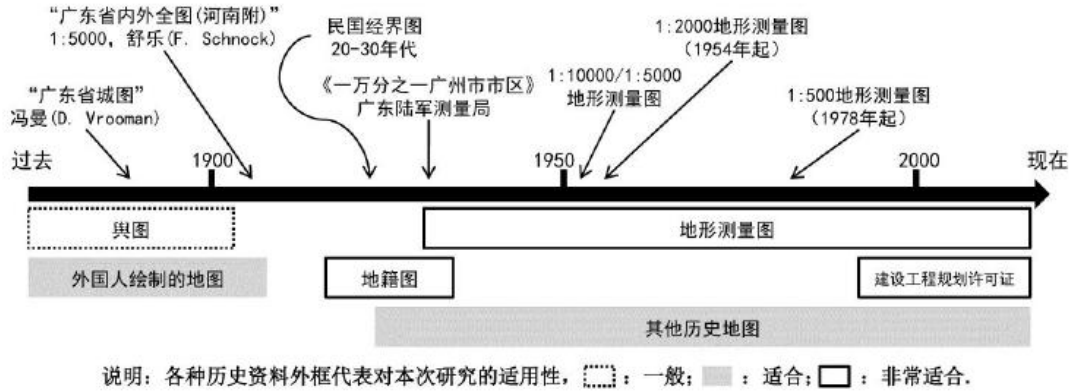 “广东省内外全图(河南附)”
1:5000, 舒乐(F. Schnock)
民国经界图
20-30年代
1:2000地形测量图
(1954年起)
《一万分之一广州市市区》
广东陆军测量局
1:10000/1:5000
地形测量图
“广东省城图”
冯曼(D. Vrooman)
1:500地形测量图
(1978年起)
过去
1900
1950
2000
现在
舆图
地形测量图
外国人绘制的地图
地籍图
建设工程规划许可证
其他历史地图
说明: 各种历史资料外框代表对本次研究的适用性, : 一般; : 适合; : 非常适合.